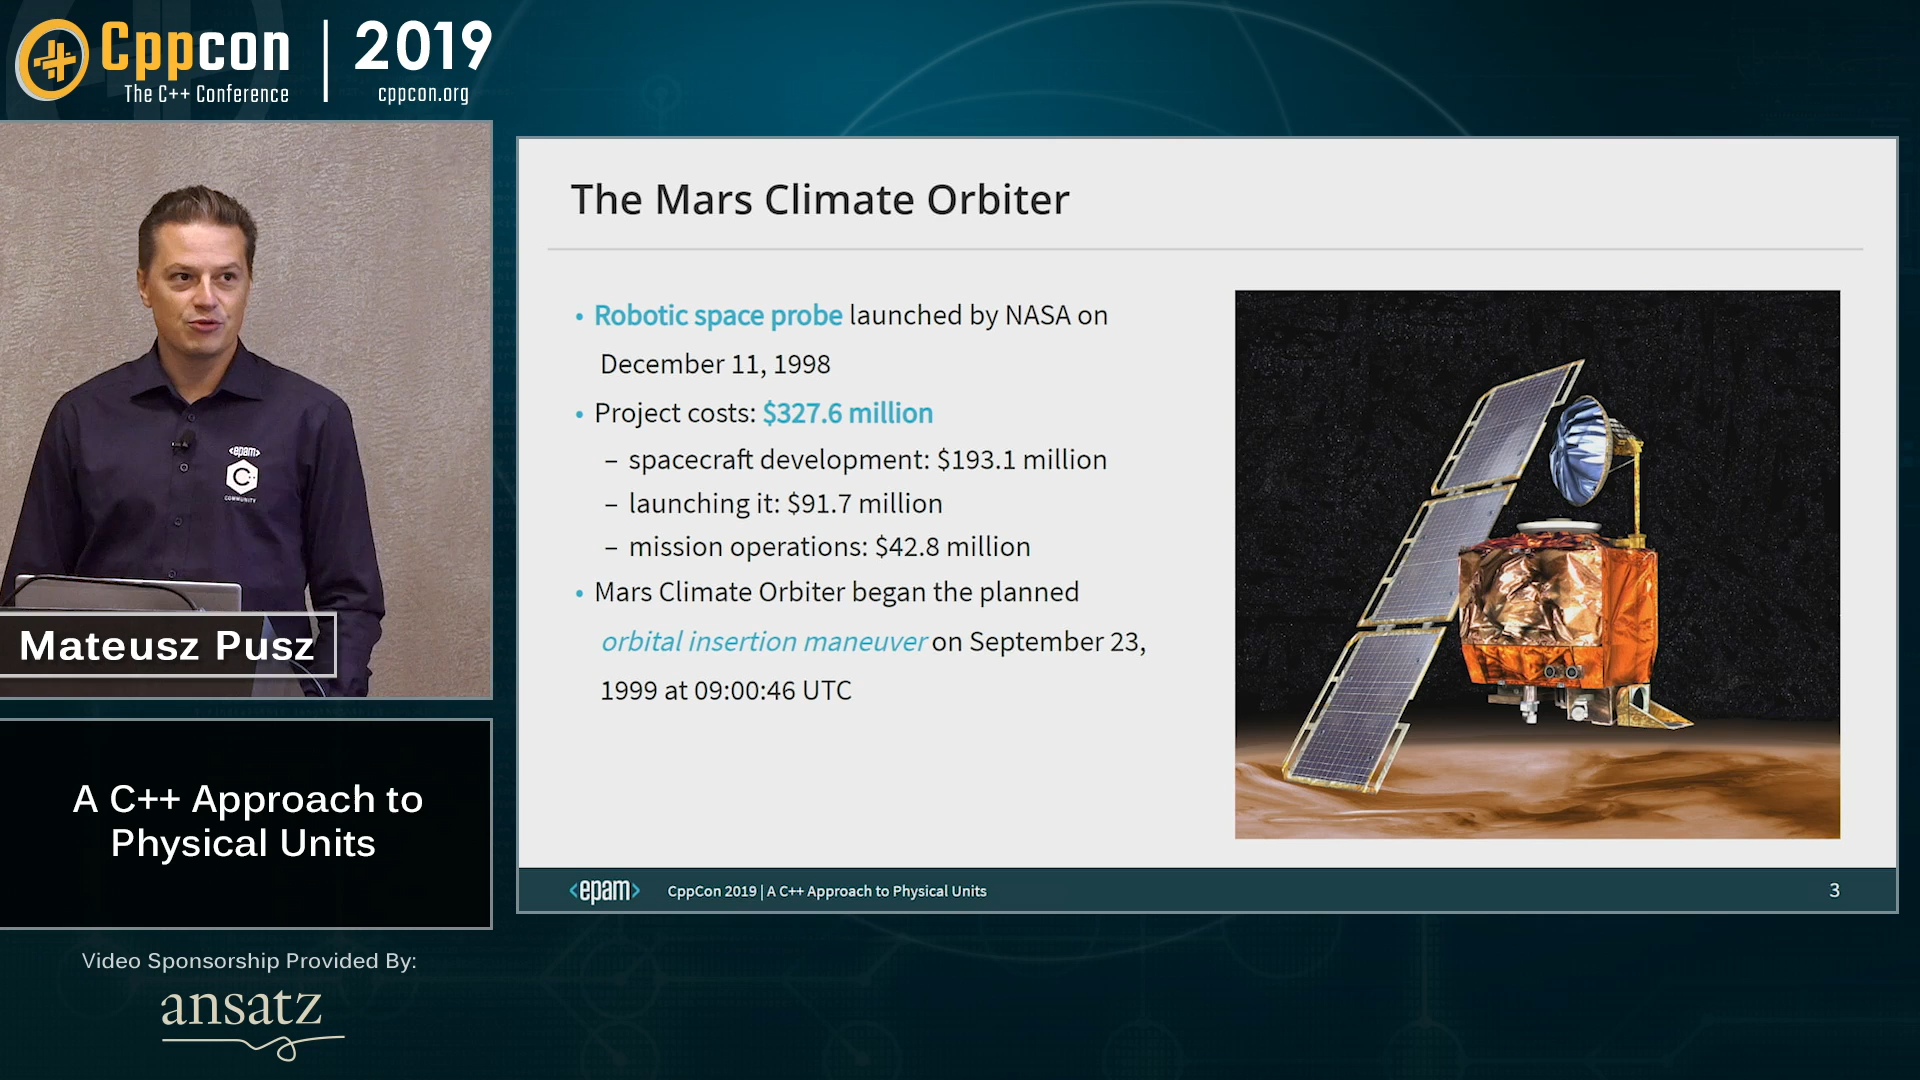 Cppcon
The C++ Conference
2019
cppcon.org
<epam>
C
COMMUNITY
Mateusz Pusz
A C++ Approach to
Physical Units
Video Sponsorship Provided By:
ansatz
The Mars Climate Orbiter
• Robotic space probe launched by NASA on
December 11, 1998
• Project costs: $327.6 million
– spacecraft development: $193.1 million
– launching it: $91.7 million
– mission operations: $42.8 million
• Mars Climate Orbiter began the planned
orbital insertion maneuver on September 23,
1999 at 09:00:46 UTC
<epam> CppCon 2019 | A C++ Approach to Physical Units 3